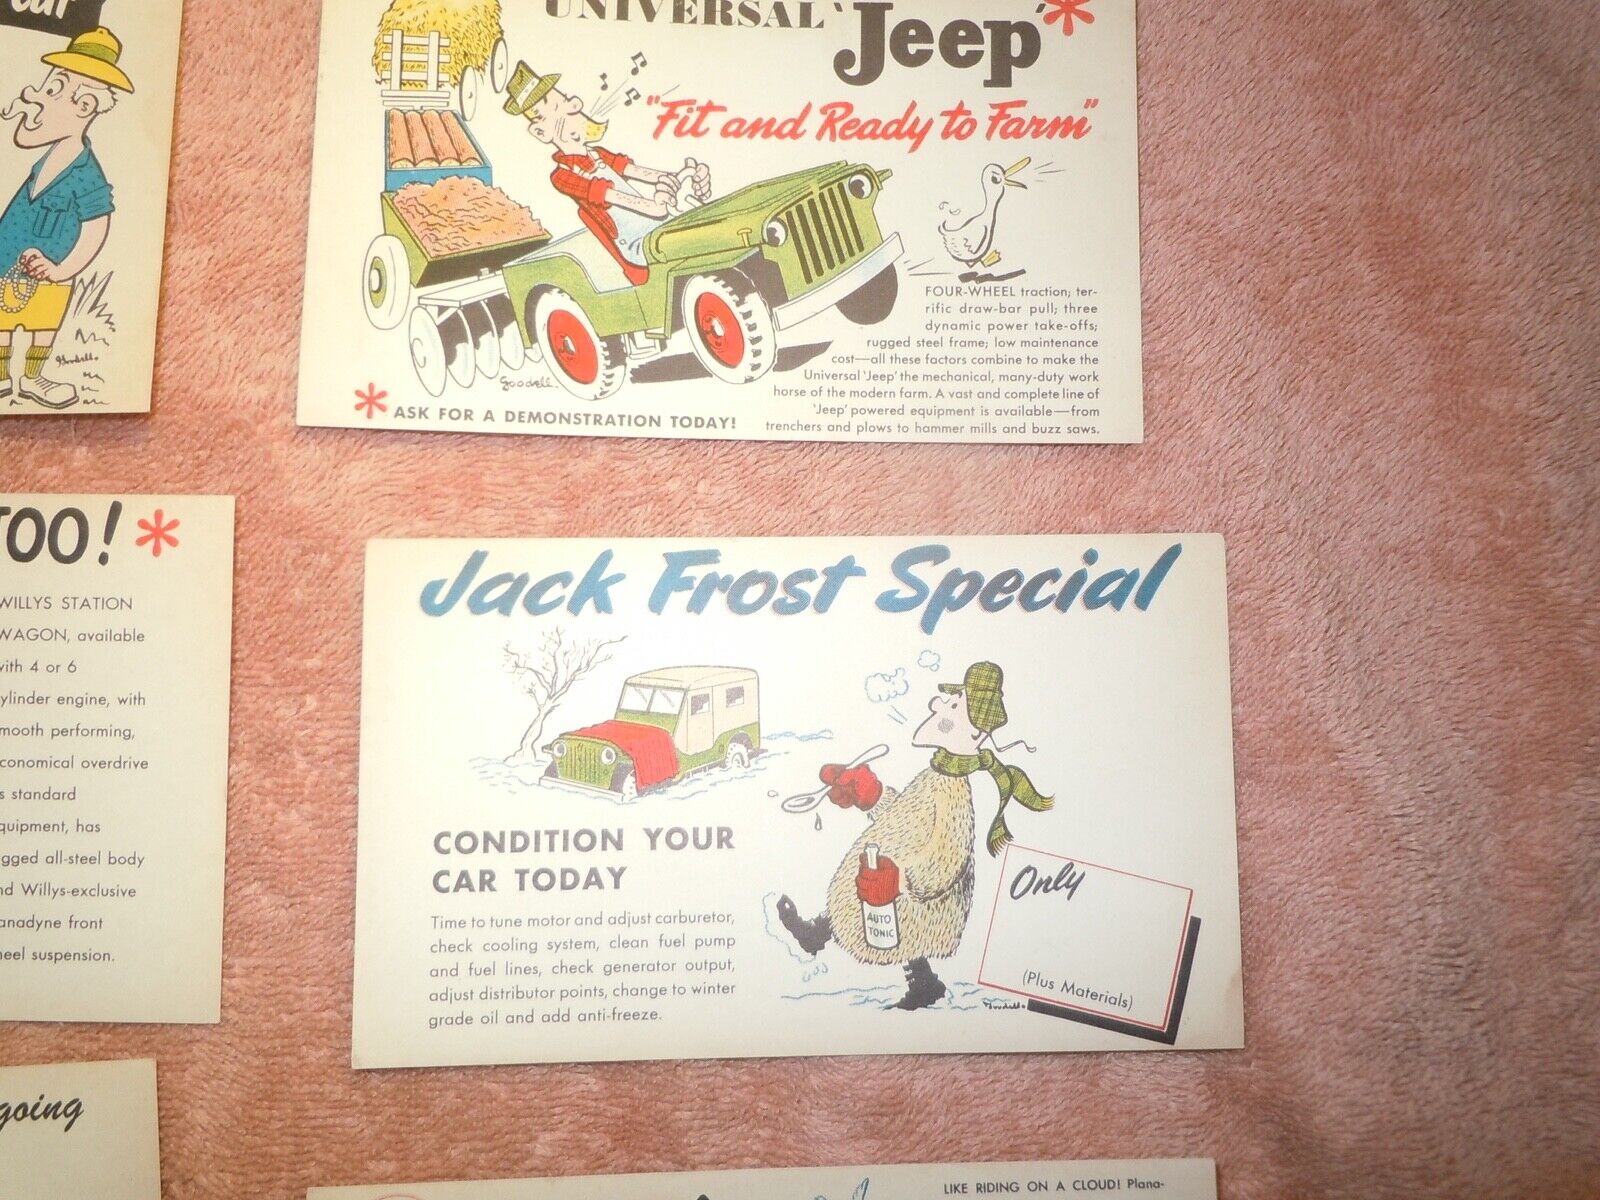 car
Goodell.
UNIVERSAL 'Jeep' *
"Fit and Ready to Farm"
FOUR-WHEEL traction; ter-
rific draw-bar pull; three
dynamic power take-offs;
rugged steel frame; low maintenance
cost—all these factors combine to make the
Universal 'Jeep' the mechanical, many-duty work
horse of the modern farm. A vast and complete line of
'Jeep' powered equipment is available—from
trenchers and plows to hammer mills and buzz saws.
Goodell.
* ASK FOR A DEMONSTRATION TODAY!
TOO! *
WILLYS STATION
WAGON, available
with 4 or 6
ylinder engine, with
mooth performing,
conomical overdrive
s standard
quipment, has
gged all-steel body
nd Willys-exclusive
anadyne front
heel suspension.
Jack Frost Special
CONDITION YOUR
CAR TODAY
Time to tune motor and adjust carburetor,
check cooling system, clean fuel pump
and fuel lines, check generator output,
adjust distributor points, change to winter
grade oil and add anti-freeze.
AUTO
TONIC
Only
(Plus Materials)
Goodell.
going
LIKE RIDING ON A CLOUD! Plana-